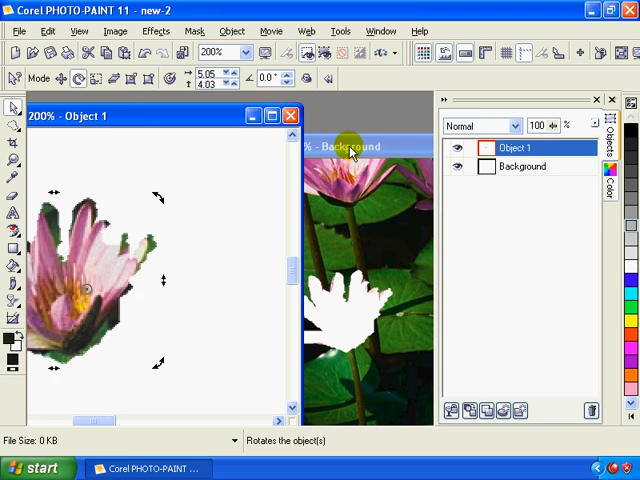 Corel PHOTO-PAINT 11 - new-2
File Edit View Image Effects Mask Object Movie Web Tools Window Help
200%
Mode 5.05 4.03 0.0 °
200% - Object 1
% - Background
Normal 100 %
Object 1
Background
Objects
Color
File Size: 0 KB Rotates the object(s)
start Corel PHOTO-PAINT ...